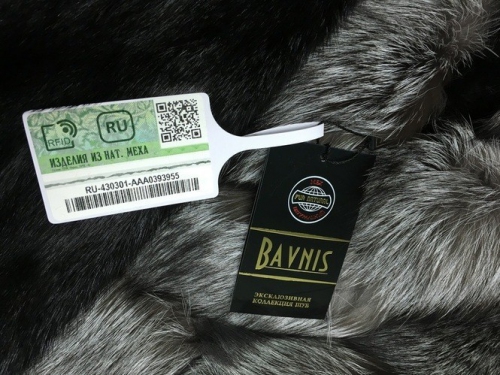 RFID
RU
ИЗДЕЛИЯ ИЗ НАТ. МЕХА
RU-430301-AAA0393955
BAVNIS
ЭКСКЛЮЗИВНАЯ
КОЛЛЕКЦИЯ ШУБ